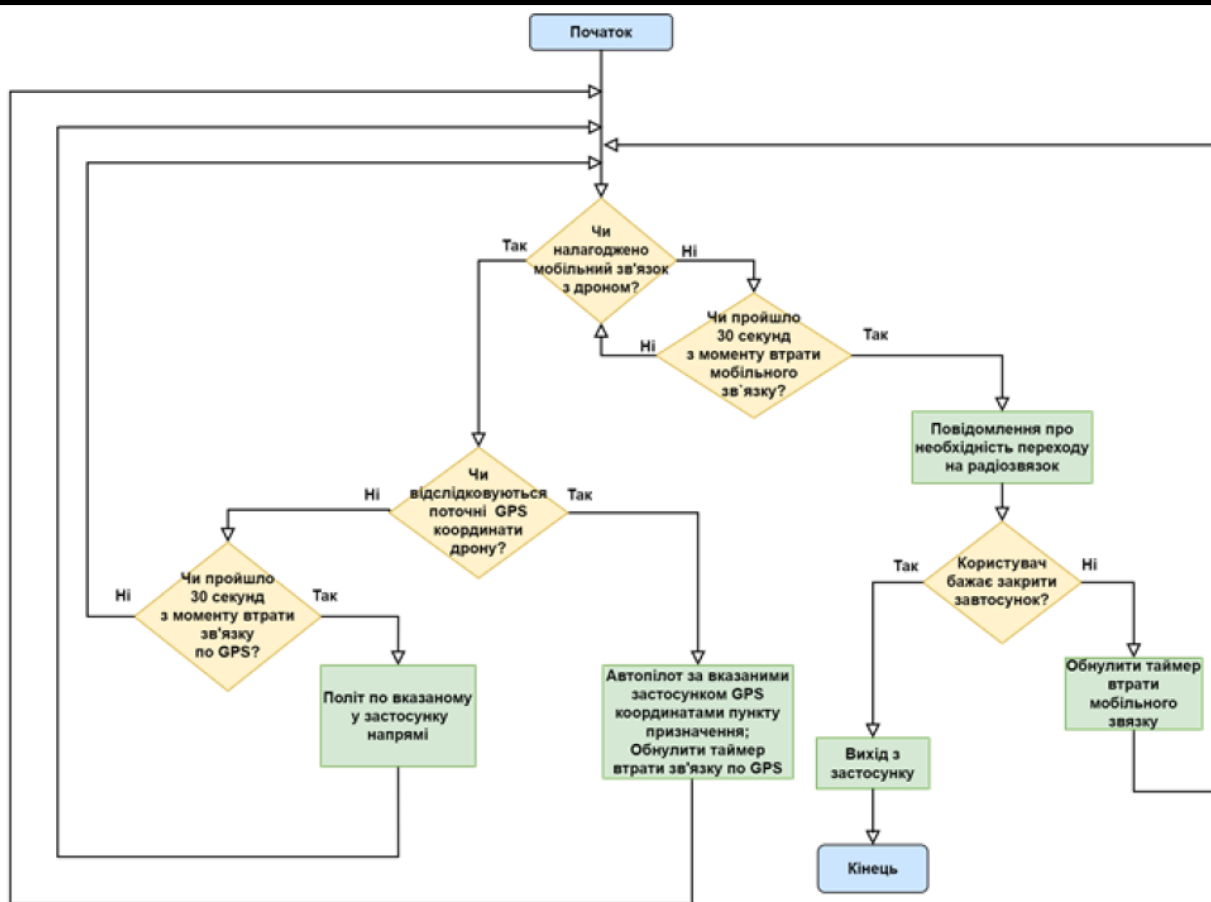 Початок
Чи
налагоджено
мобільний зв'язок
з дроном?
Так
Ні
Чи пройшло
30 секунд
з моменту втрати
мобільного
зв`язку?
Ні
Так
Повідомлення про
необхідність переходу
на радіозвязок
Чи
відслідковуються
поточні GPS
координати
дрону?
Ні
Так
Користувач
бажає закрити
завтосунок?
Так
Ні
Чи пройшло
30 секунд
з моменту втрати
зв'язку
по GPS?
Ні
Так
Політ по вказаному
у застосунку
напрямі
Автопілот за вказаними
застосунком GPS
координатами пункту
призначення;
Обнулити таймер
втрати зв'язку по GPS
Обнулити таймер
втрати
мобільного
звязку
Вихід з
застосунку
Кінець